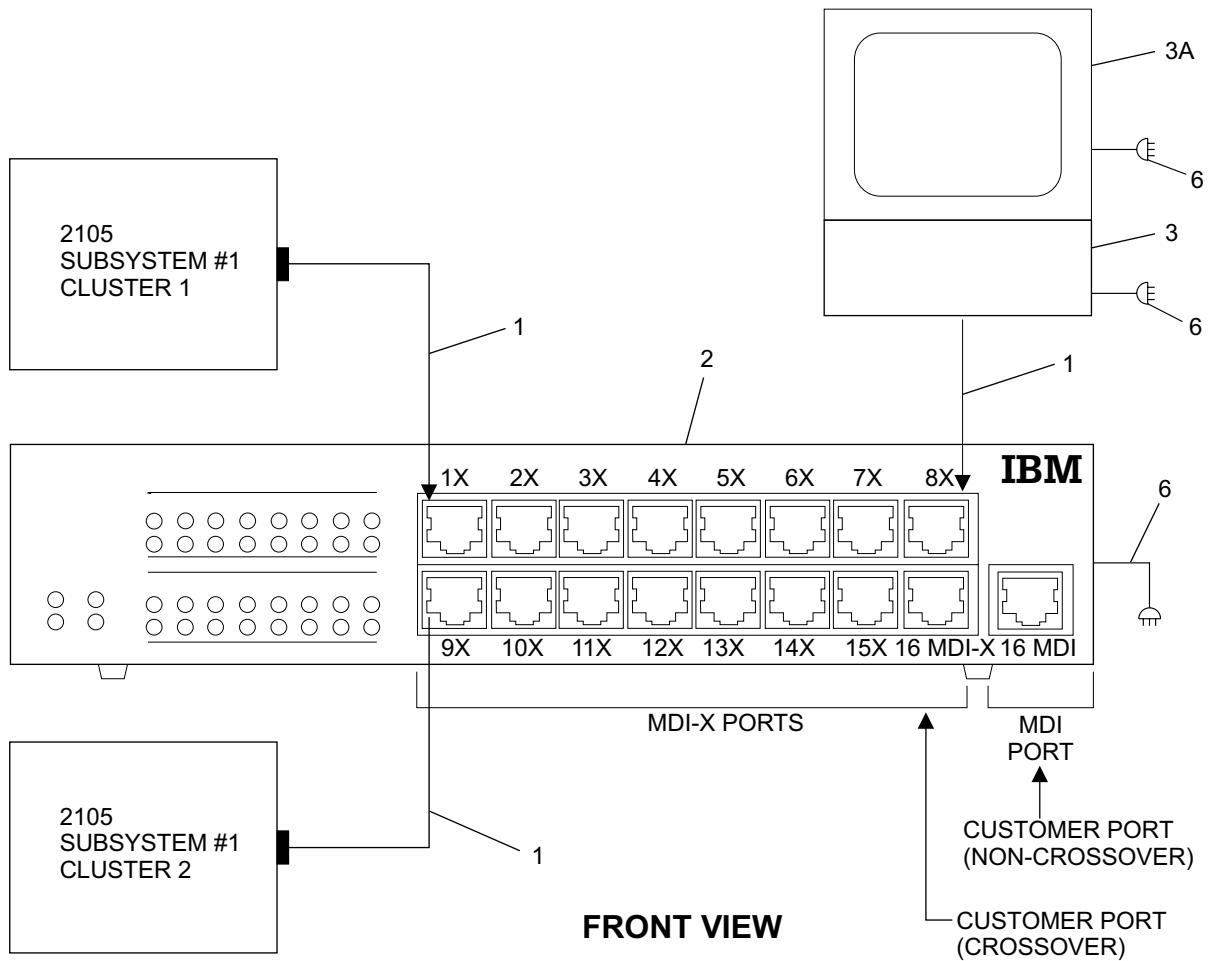 3A
6
3
6
2105
SUBSYSTEM #1
CLUSTER 1
1
2
1
1X 2X 3X 4X 5X 6X 7X 8X IBM
6
9X 10X 11X 12X 13X 14X 15X 16 MDI-X 16 MDI
MDI-X PORTS
MDI
PORT
2105
SUBSYSTEM #1
CLUSTER 2
1
CUSTOMER PORT
(NON-CROSSOVER)
FRONT VIEW
CUSTOMER PORT
(CROSSOVER)